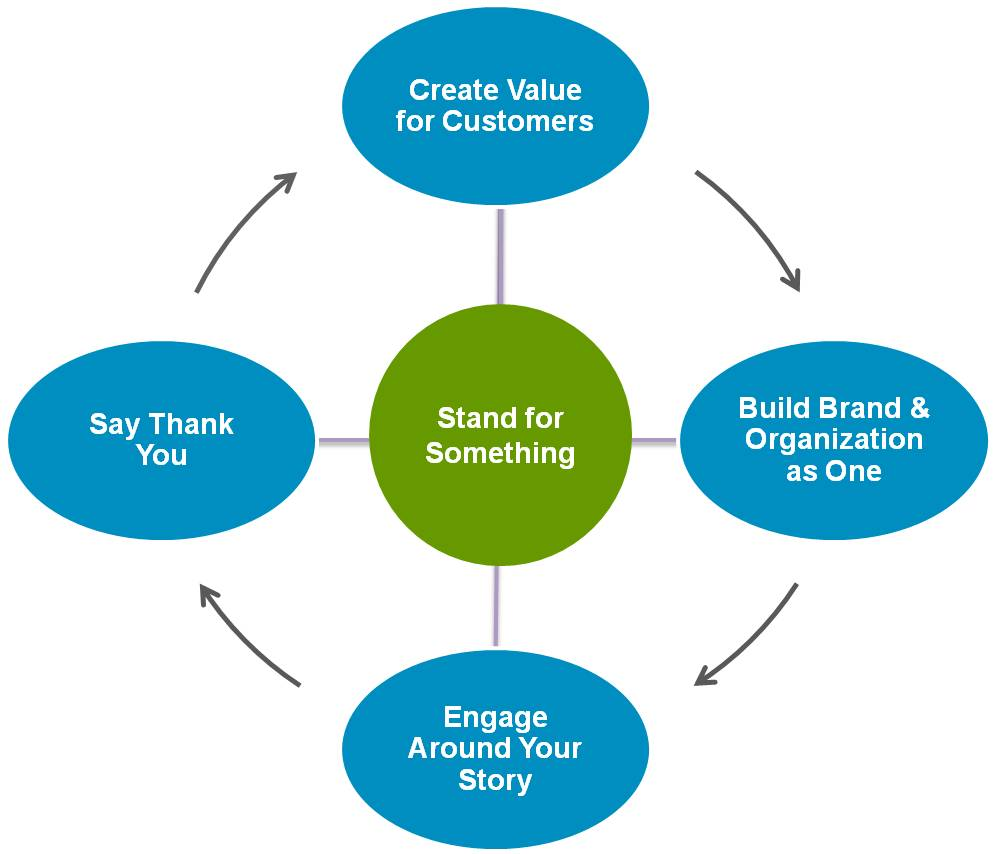 Create Value
for Customers
Say Thank
You
Stand for
Something
Build Brand &
Organization
as One
Engage
Around Your
Story